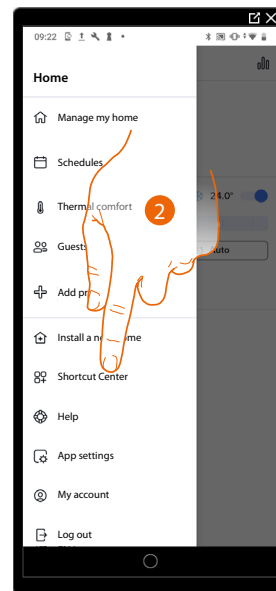 09:22
Home
Manage my home
Schedules
Thermal comfort
2
24.0°
Guests
Auto
Add pr
Install a new home
Shortcut Center
Help
App settings
My account
Log out